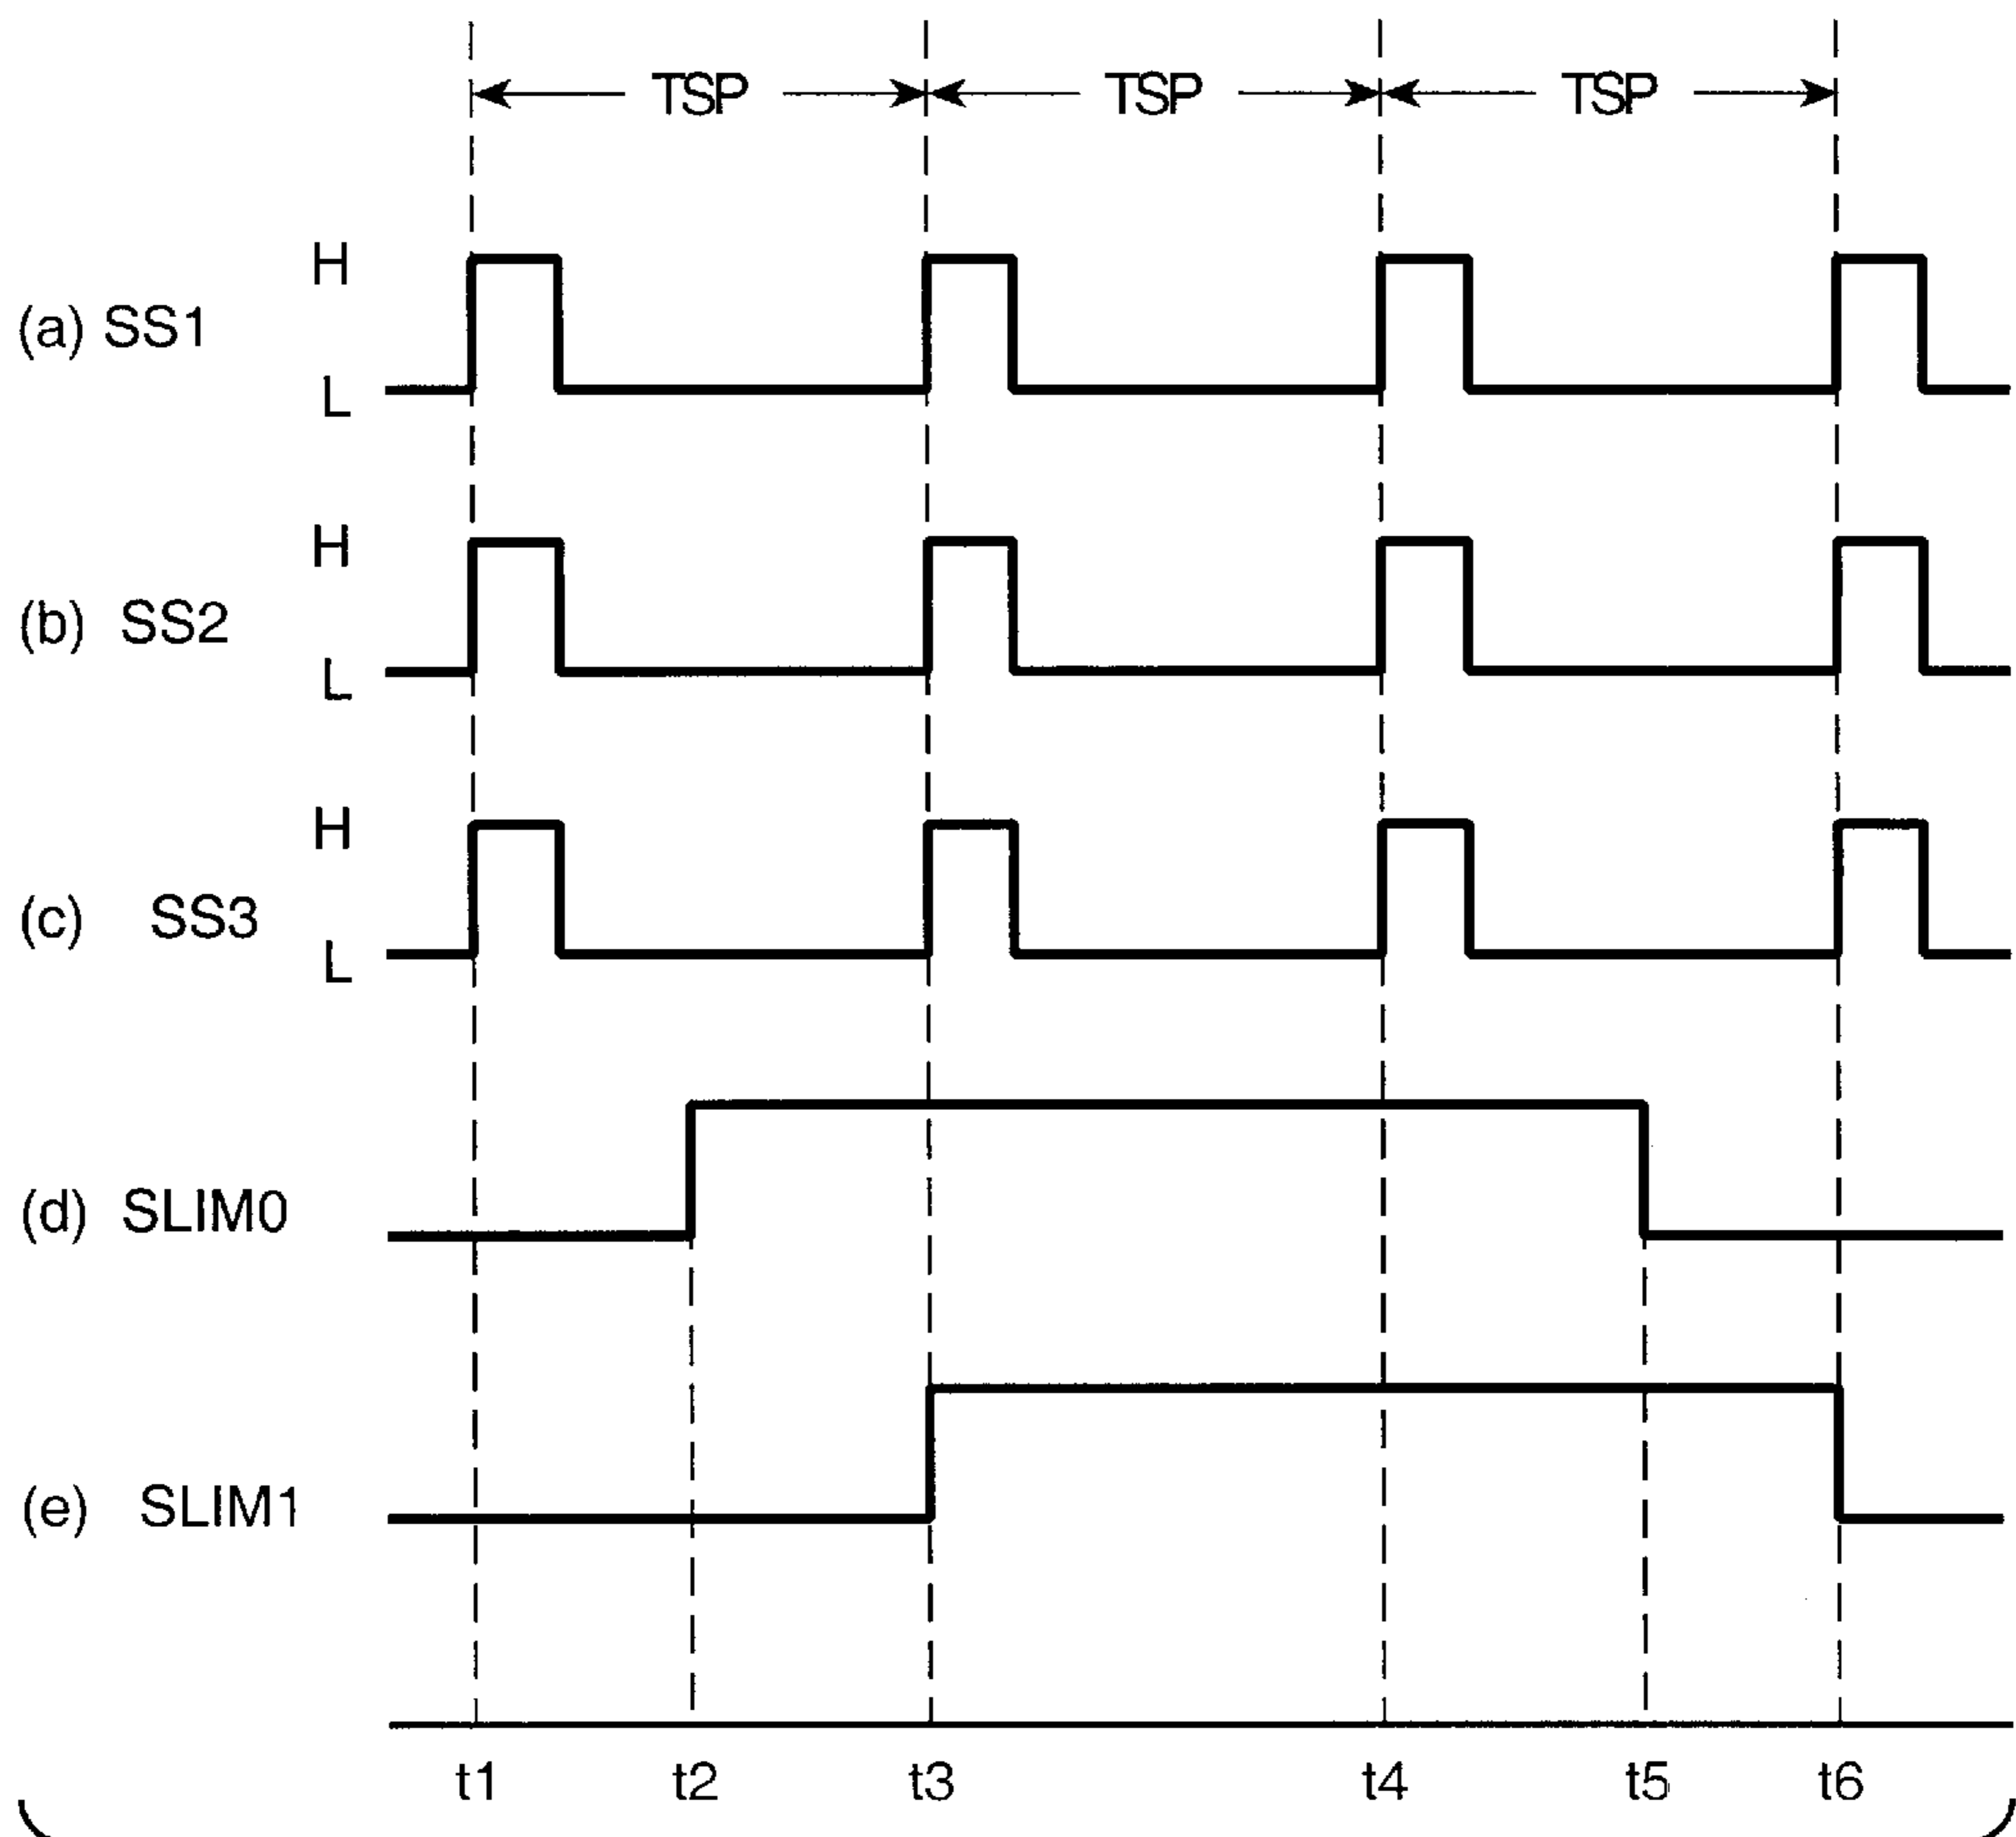 TSP TSP TSP
H
(a) SS1
L
H
(b) SS2
L
H
(c) SS3
L
(d) SLIM0
(e) SLIM1
t1 t2 t3 t4 t5 t6